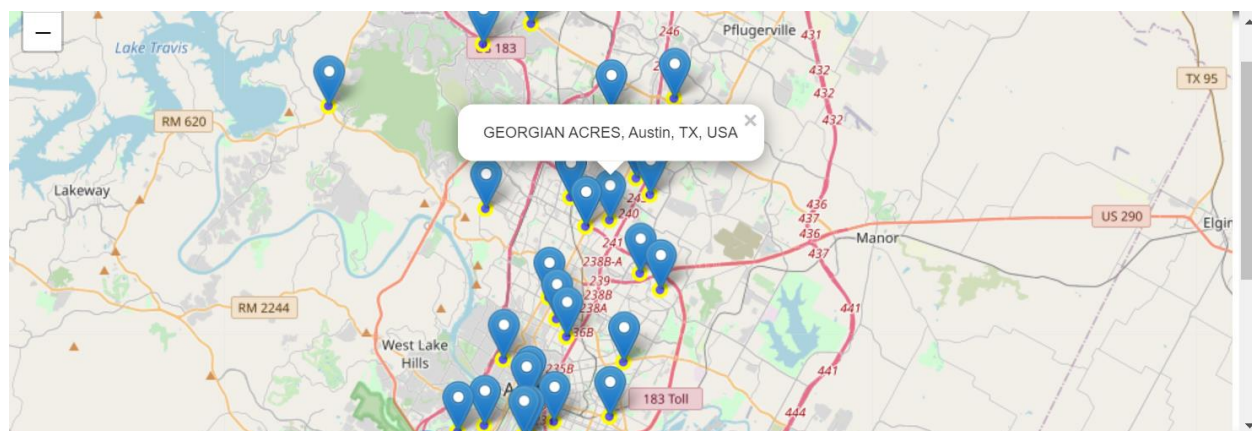 −
Lake Travis
183
246
Pflugerville
431
432
TX 95
432
RM 620
432
GEORGIAN ACRES, Austin, TX, USA
×
Lakeway
240
436
437
US 290
Elgin
241
436
Manor
437
238B-A
239
RM 2244
238B
238A
441
36B
West Lake
Hills
235B
441
A
183 Toll
444